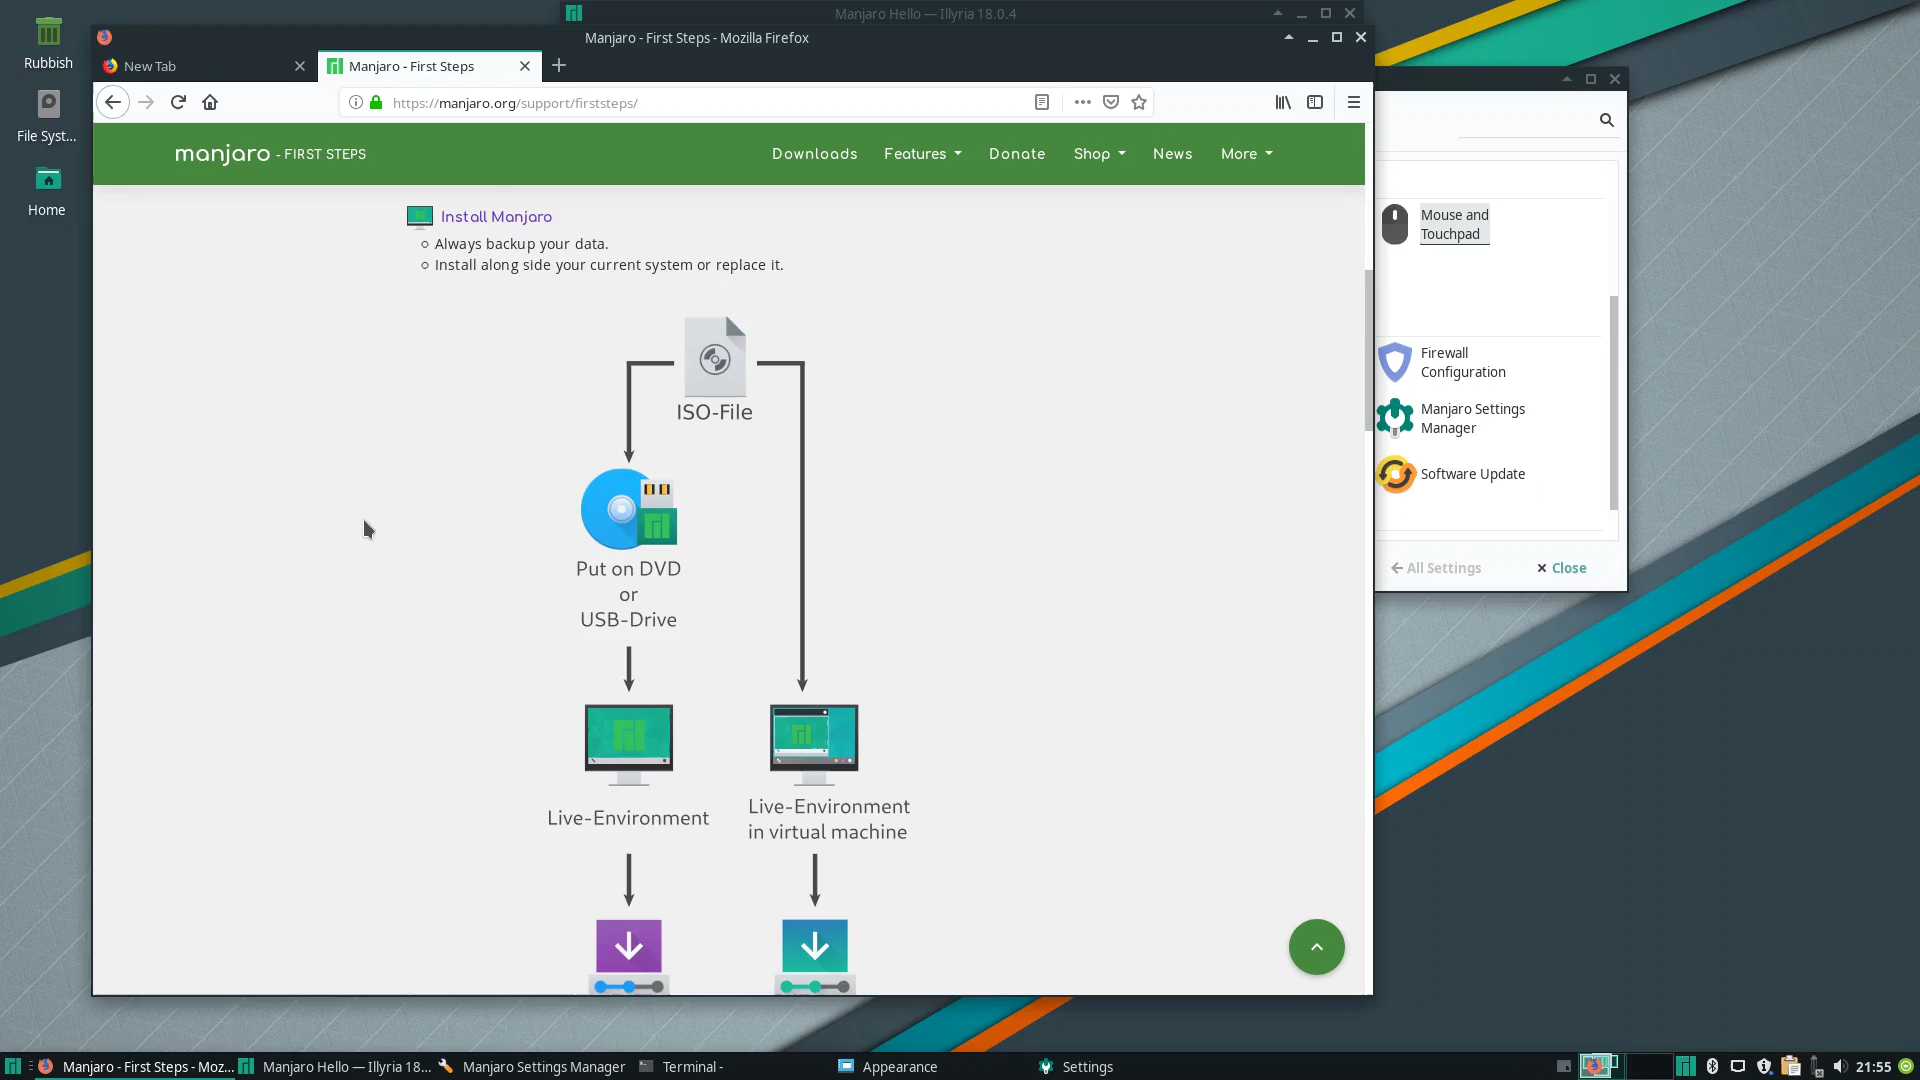 Rubbish
File Syst...
Home
Manjaro Hello — Illyria 18.0.4
Manjaro - First Steps - Mozilla Firefox
New Tab
Manjaro - First Steps
https://manjaro.org/support/firststeps/
manjaro - FIRST STEPS
Downloads
Features
Donate
Shop
News
More
Install Manjaro
Always backup your data.
Install along side your current system or replace it.
ISO-File
Put on DVD
or
USB-Drive
Live-Environment
Live-Environment
in virtual machine
Mouse and
Touchpad
Firewall
Configuration
Manjaro Settings
Manager
Software Update
All Settings
Close
Manjaro - First Steps - Moz...
Manjaro Hello — Illyria 18...
Manjaro Settings Manager
Terminal -
Appearance
Settings
21:55